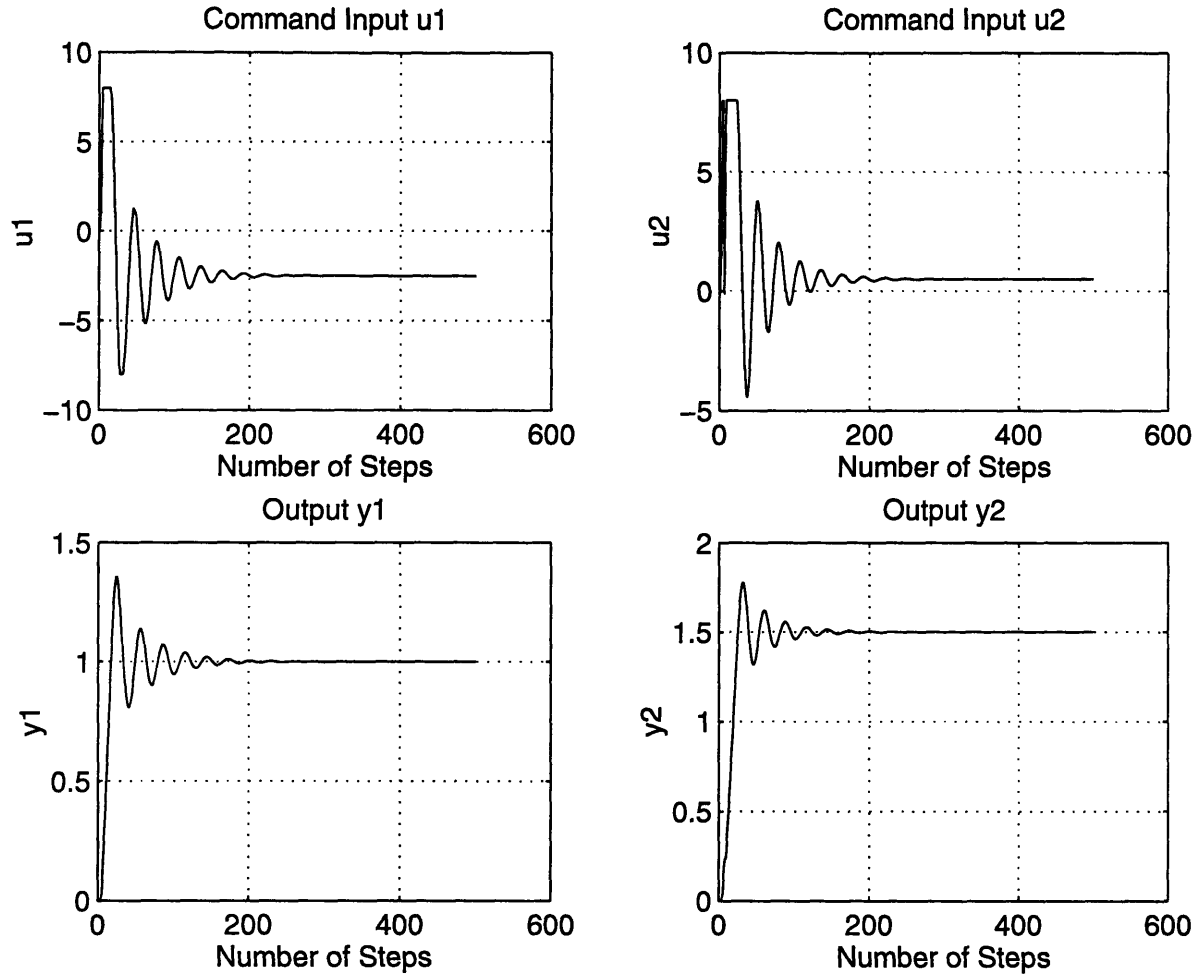 Command Input u1
10
5
0
−5
−10
u1
0 200 400 600
Number of Steps
Command Input u2
10
5
0
−5
u2
0 200 400 600
Number of Steps
Output y1
1.5
1
0.5
0
y1
0 200 400 600
Number of Steps
Output y2
2
1.5
1
0.5
0
y2
0 200 400 600
Number of Steps